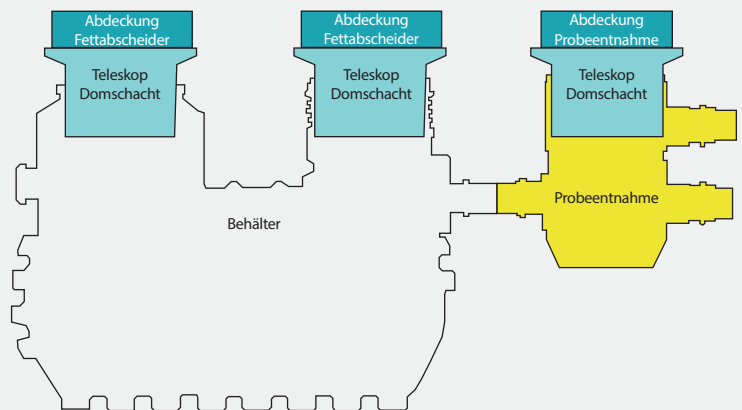 Abdeckung
Fettabscheider
Abdeckung
Fettabscheider
Abdeckung
Probeentnahme
Teleskop
Domschacht
Teleskop
Domschacht
Teleskop
Domschacht
Behälter
Probeentnahme